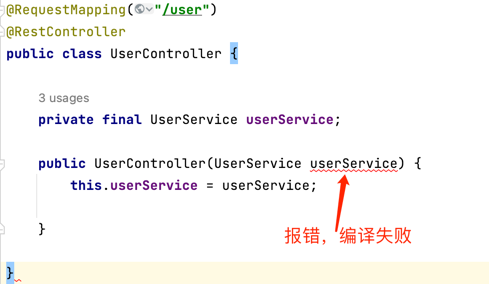 @RequestMapping("/user")
@RestController
public class UserController {
3 usages
private final UserService userService;
public UserController(UserService userService) {
this.userService = userService;
}
报错，编译失败
}